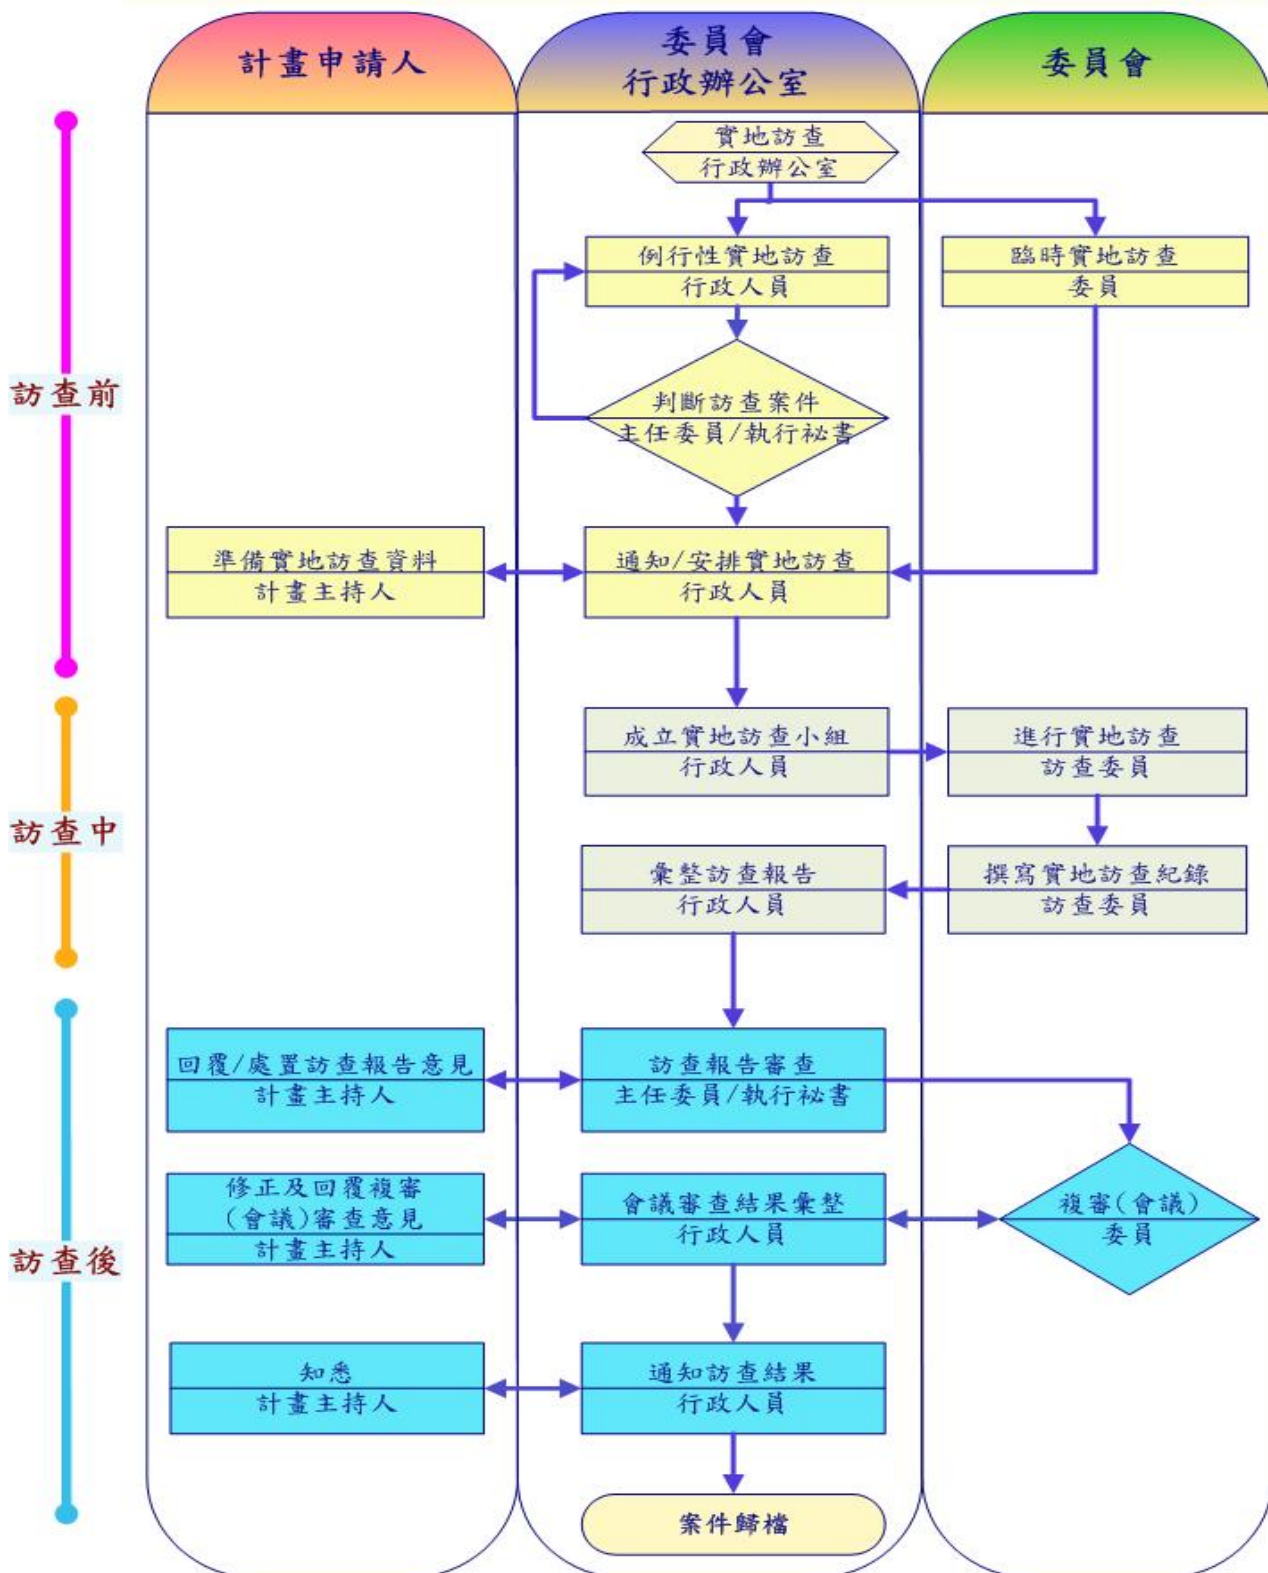 計畫申請人
委員會
行政辦公室
委員會
實地訪查
行政辦公室
例行性實地訪查
行政人員
臨時實地訪查
委員
訪查前
判斷訪查案件
主任委員/執行祕書
準備實地訪查資料
計畫主持人
通知/安排實地訪查
行政人員
成立實地訪查小組
行政人員
進行實地訪查
訪查委員
訪查中
彙整訪查報告
行政人員
撰寫實地訪查紀錄
訪查委員
回覆/處置訪查報告意見
計畫主持人
訪查報告審查
主任委員/執行祕書
修正及回覆複審
(會議)審查意見
計畫主持人
會議審查結果彙整
行政人員
複審(會議)
委員
訪查後
知悉
計畫主持人
通知訪查結果
行政人員
案件歸檔